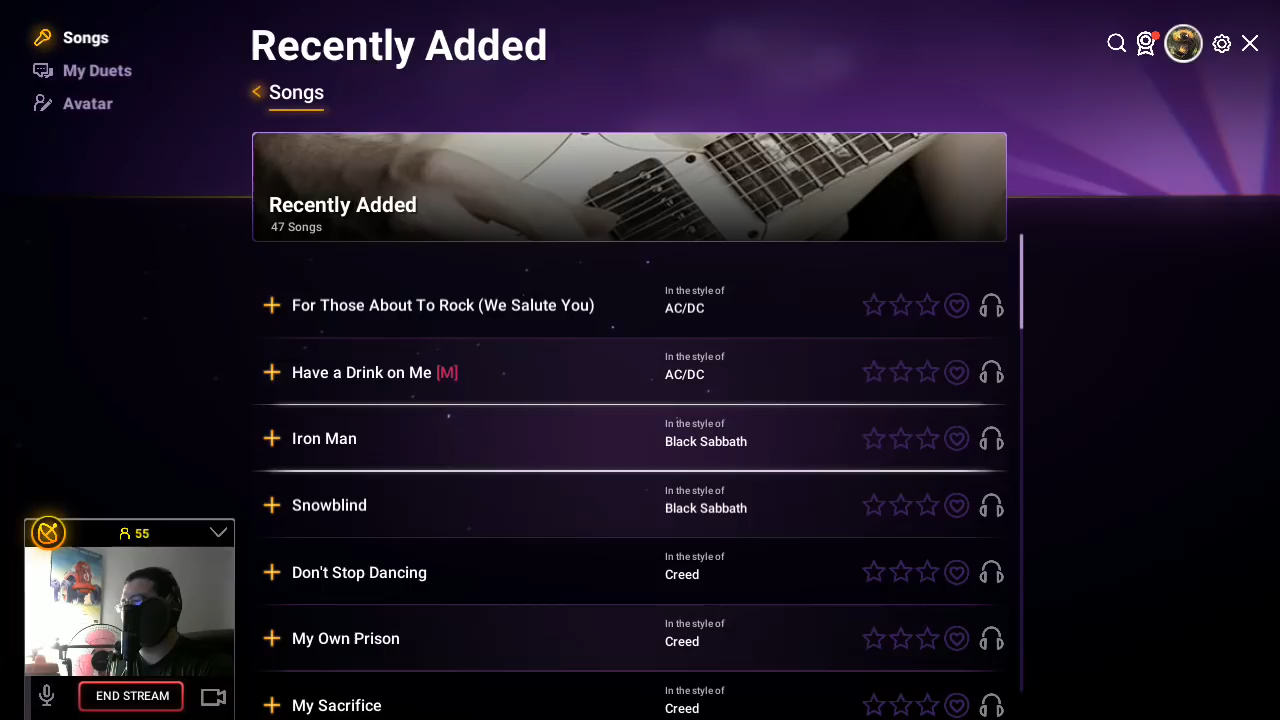 Songs
My Duets
Avatar
Recently Added
< Songs
Recently Added
47 Songs
For Those About To Rock (We Salute You)
In the style of
AC/DC
Have a Drink on Me [M]
In the style of
AC/DC
Iron Man
In the style of
Black Sabbath
Snowblind
In the style of
Black Sabbath
Don't Stop Dancing
In the style of
Creed
My Own Prison
In the style of
Creed
My Sacrifice
In the style of
Creed
55
END STREAM